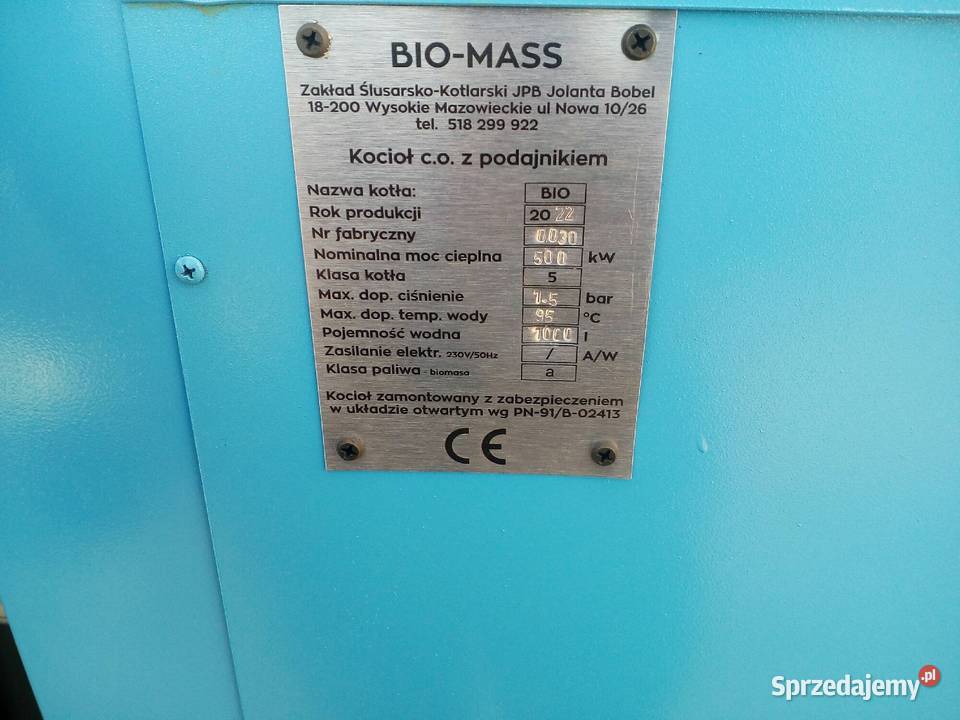 BIO-MASS
Zakład Ślusarsko-Kotlarski JPB Jolanta Bobel
18-200 Wysokie Mazowieckie ul Nowa 10/26
tel. 518 299 922
Kocioł c.o. z podajnikiem
Nazwa kotła: BIO
Rok produkcji 2022
Nr fabryczny 0030
Nominalna moc cieplna 500 kW
Klasa kotła 5
Max. dop. ciśnienie 1.5 bar
Max. dop. temp. wody 95 °C
Pojemność wodna 1000 l
Zasilanie elektr. 230V/50Hz / A/W
Klasa paliwa - biomasa a
Kocioł zamontowany z zabezpieczeniem
w układzie otwartym wg PN-91/B-02413
CE
Sprzedajemy.pl